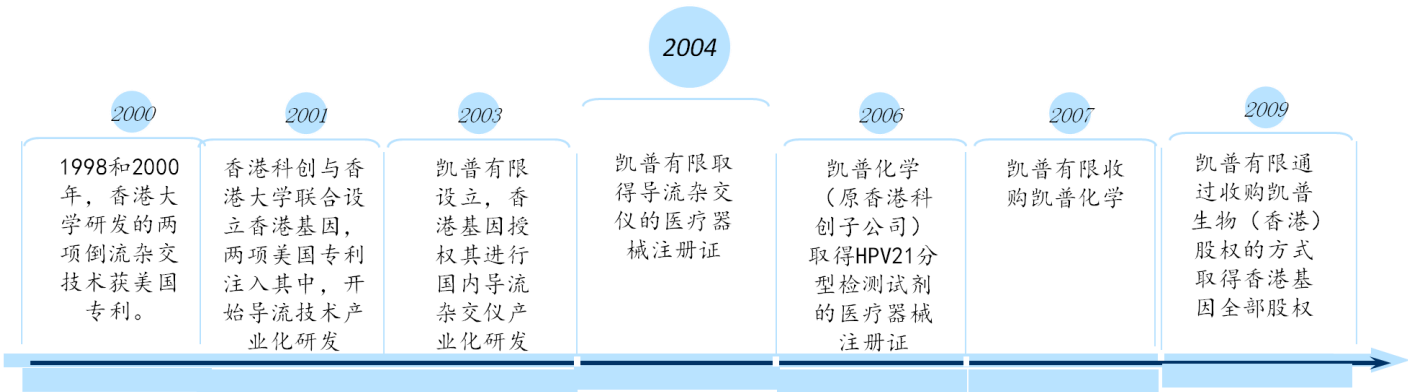 2000
1998和2000
年，香港大
学研发的两
项倒流杂交
技术获美国
专利。
2001
香港科创与香
港大学联合设
立香港基因，
两项美国专利
注入其中，开
始导流技术产
业化研发
2003
凯普有限
设立，香
港基因授
权其进行
国内导流
杂交仪产
业化研发
2004
凯普有限取
得导流杂交
仪的医疗器
械注册证
2006
凯普化学
（原香港科
创子公司）
取得HPV21分
型检测试剂
的医疗器械
注册证
2007
凯普有限收
购凯普化学
2009
凯普有限通
过收购凯普
生物（香港）
股权的方式
取得香港基
因全部股权